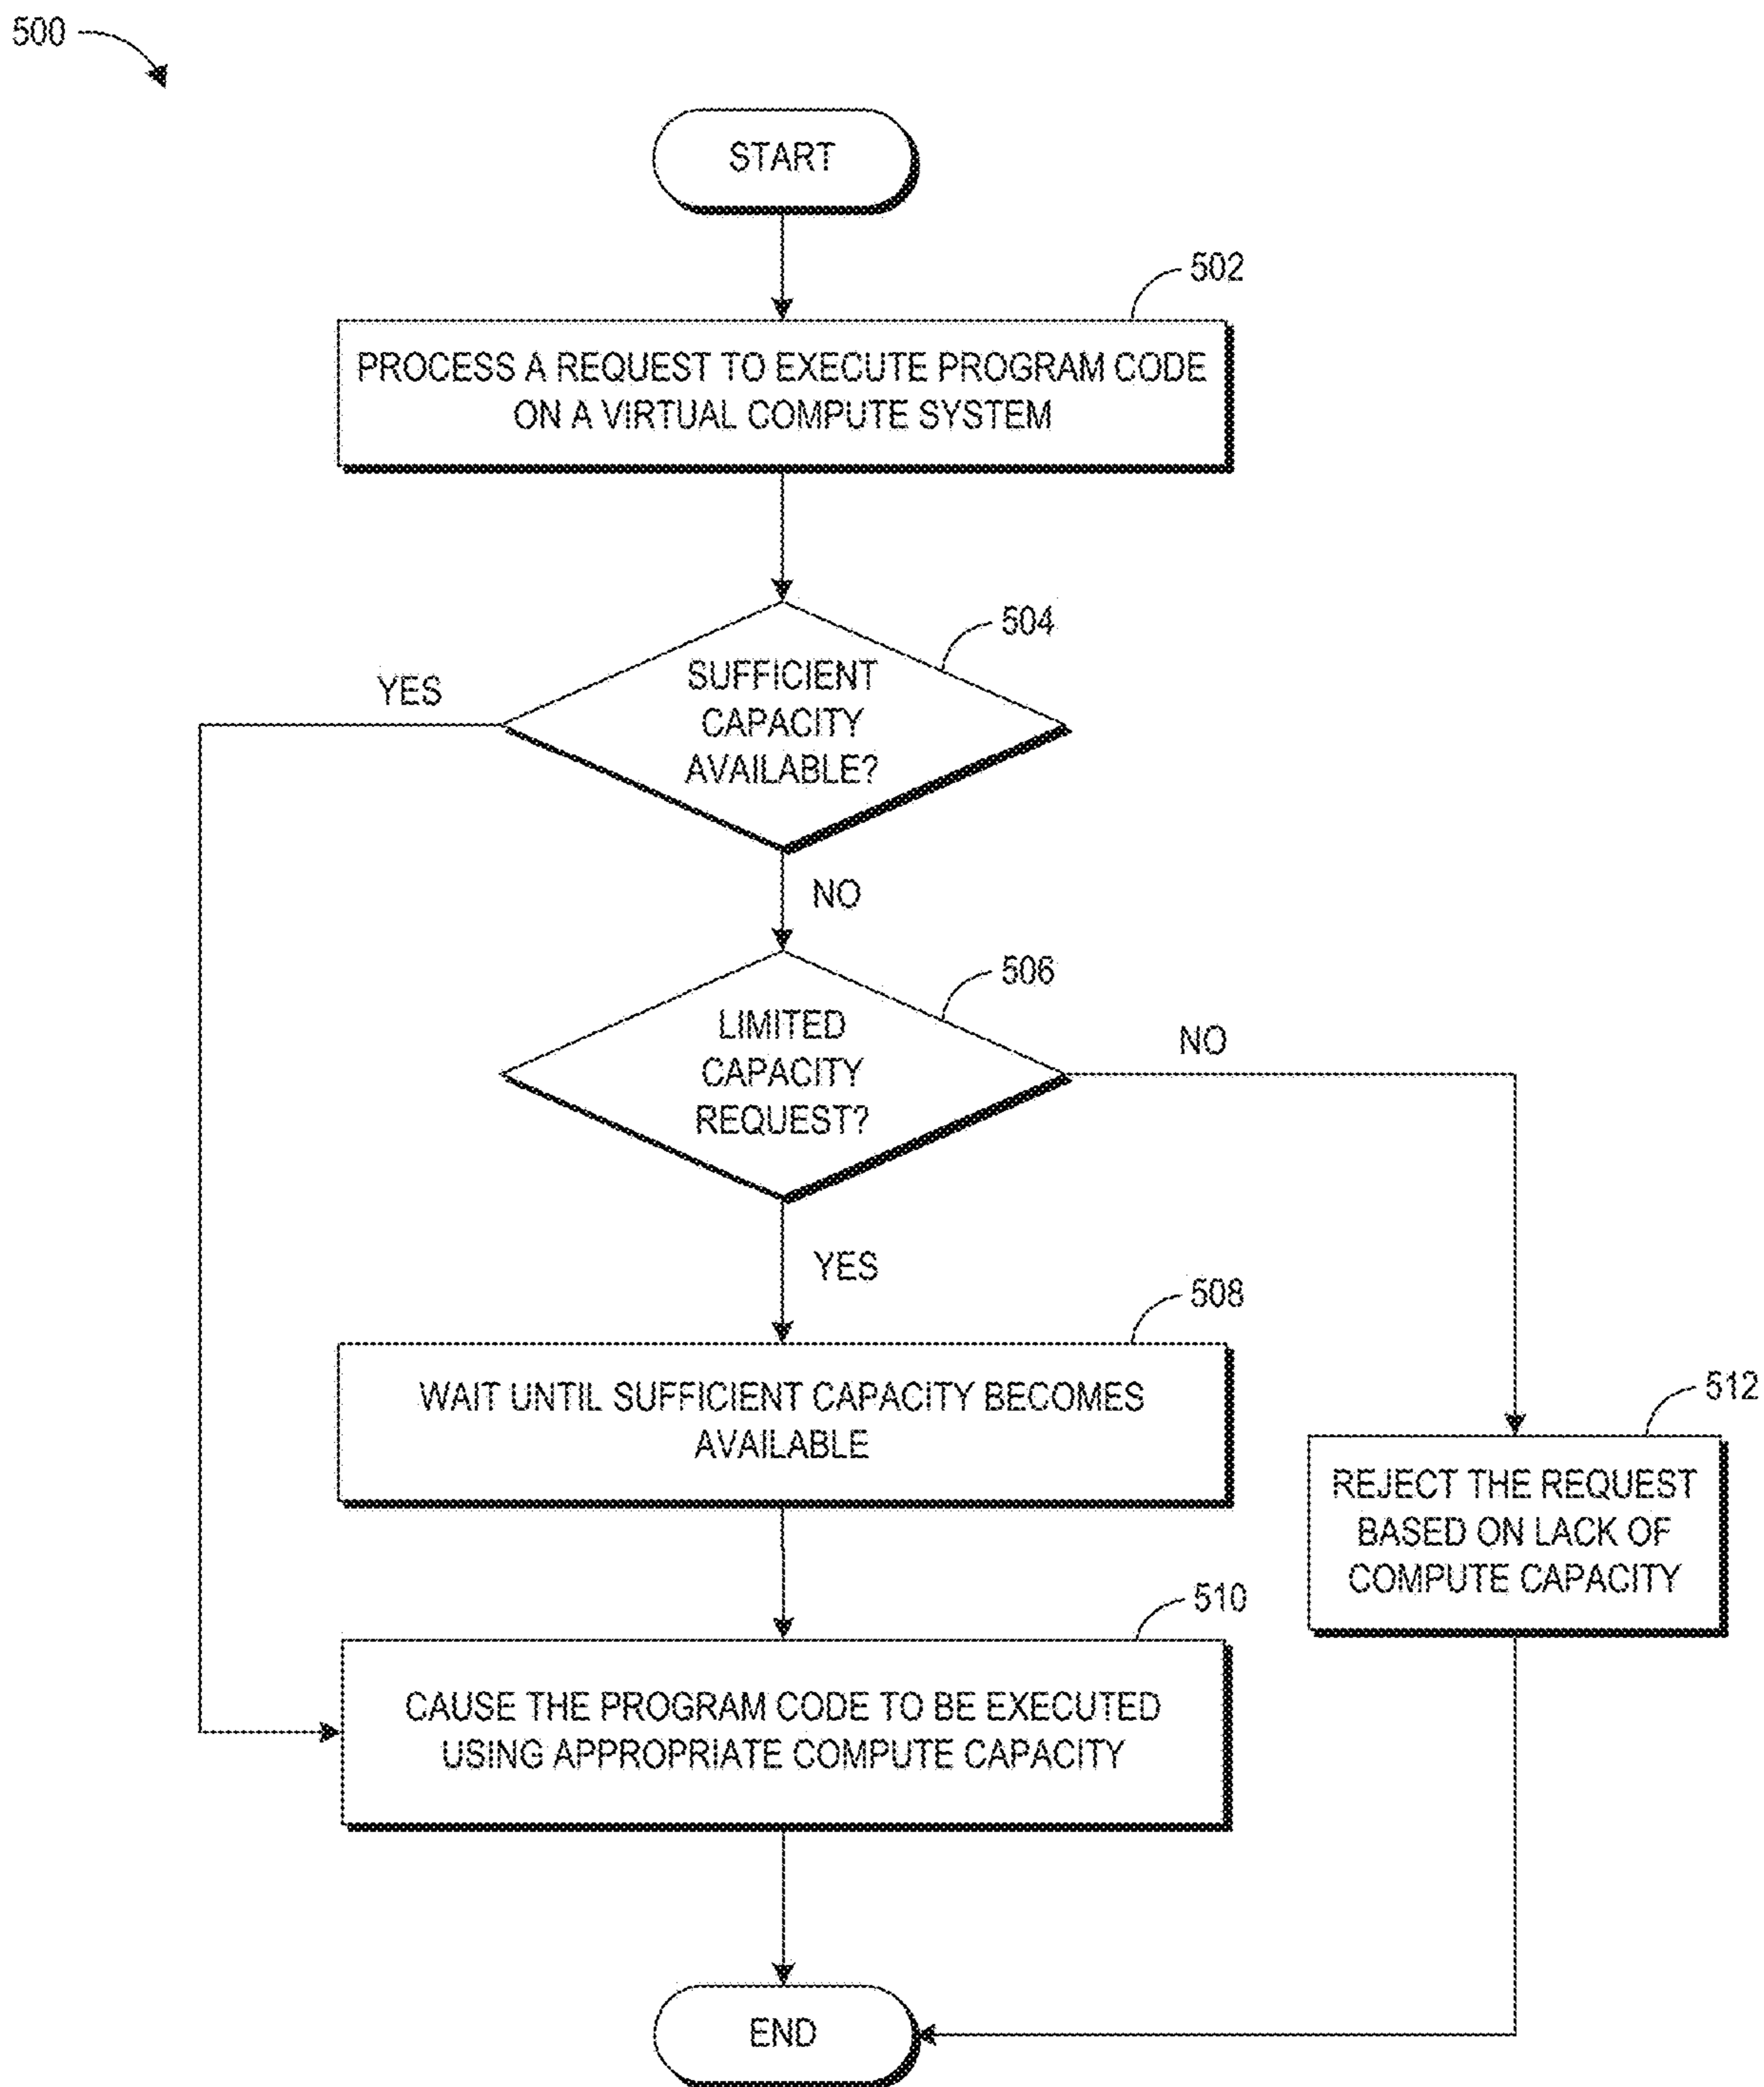 500
START
502
PROCESS A REQUEST TO EXECUTE PROGRAM CODE
ON A VIRTUAL COMPUTE SYSTEM
504
SUFFICIENT
CAPACITY
AVAILABLE?
YES
NO
506
LIMITED
CAPACITY
REQUEST?
NO
YES
508
WAIT UNTIL SUFFICIENT CAPACITY BECOMES
AVAILABLE
512
REJECT THE REQUEST
BASED ON LACK OF
COMPUTE CAPACITY
510
CAUSE THE PROGRAM CODE TO BE EXECUTED
USING APPROPRIATE COMPUTE CAPACITY
END